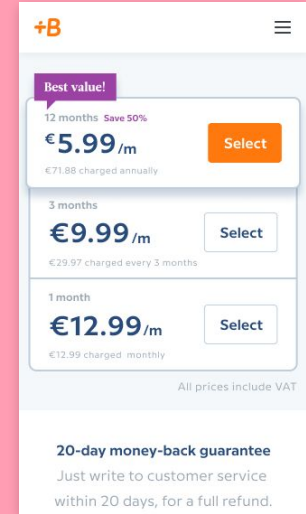 +B
Best value!
12 months Save 50%
€5.99/m
Select
€71.88 charged annually
3 months
€9.99/m
Select
€29.97 charged every 3 months
1 month
€12.99/m
Select
€12.99 charged monthly
All prices include VAT
20-day money-back guarantee
Just write to customer service
within 20 days, for a full refund.